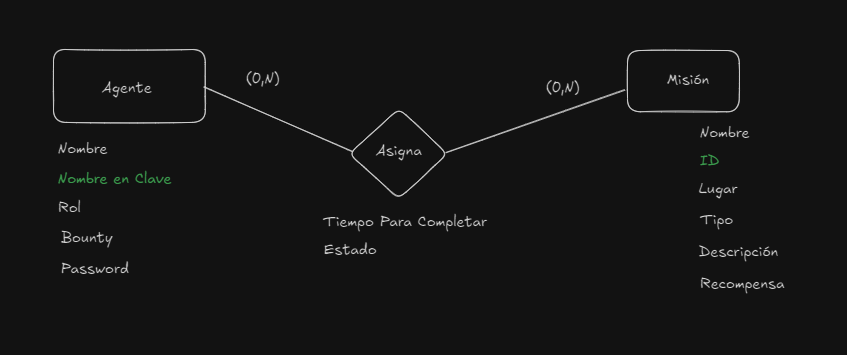 Agente
(0,N)
Asigna
(0,N)
Misión
Nombre
Nombre en Clave
Rol
Bounty
Password
Tiempo Para Completar
Estado
Nombre
ID
Lugar
Tipo
Descripción
Recompensa